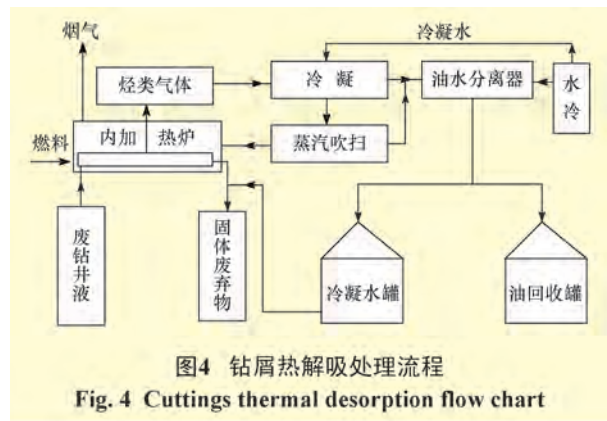 烟气
冷凝水
烃类气体
冷 凝
油水分离器
水冷
燃料
内加 热炉
蒸汽吹扫
废钻井液
固体废弃物
冷凝水罐
油回收罐
图4 钻屑热解吸处理流程
Fig. 4 Cuttings thermal desorption flow chart